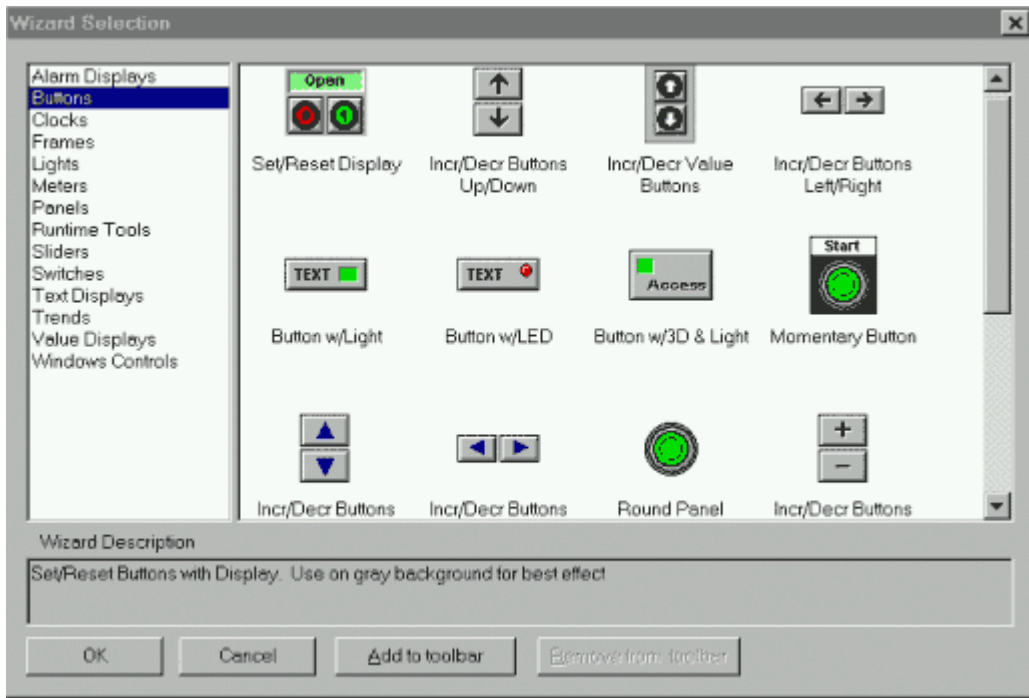 Wizard Selection
Alarm Displays
Buttons
Clocks
Frames
Lights
Meters
Panels
Runtime Tools
Sliders
Switches
Text Displays
Trends
Value Displays
Windows Controls
Open
Set/Reset Display
Incr/Decr Buttons
Up/Down
Incr/Decr Value
Buttons
Incr/Decr Buttons
Left/Right
TEXT
Button w/Light
TEXT
Button w/LED
Access
Button w/3D & Light
Start
Momentary Button
Incr/Decr Buttons
Incr/Decr Buttons
Round Panel
+
−
Incr/Decr Buttons
Wizard Description
Set/Reset Buttons with Display. Use on gray background for best effect
OK
Cancel
Add to toolbar
Remove from toolbar